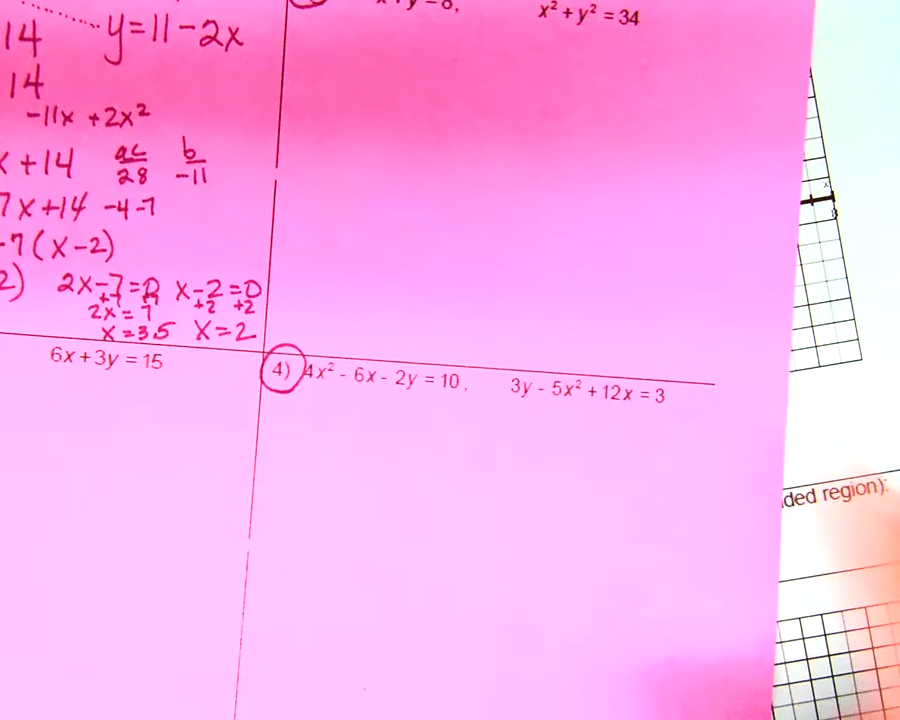 14 y=11-2x
14
-11x +2x²
x +14 ac/28 b/-11
7x+14 -4-7
-7(x-2)
2) 2x-7=0 x-2=0
+7 +7 +2 +2
2x=7
x=3.5 x=2
6x + 3y = 15
x² + y² = 34
4) 4x² - 6x - 2y = 10, 3y - 5x² + 12x = 3
x
8
ded region):